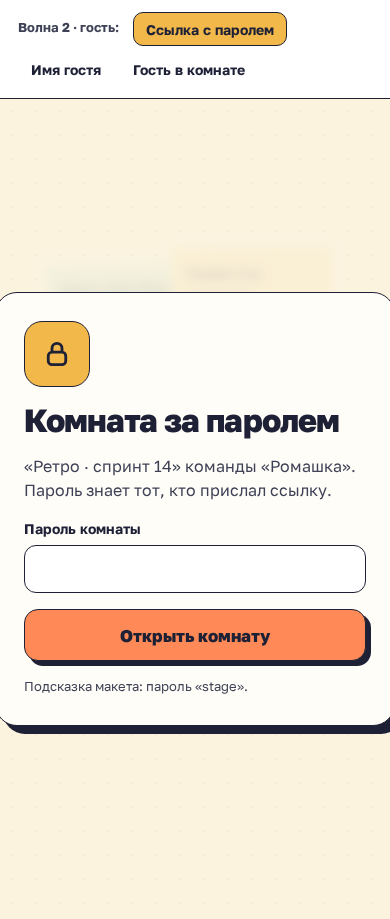 Волна 2 · гость:
Ссылка с паролем
Имя гостя
Гость в комнате
Комната за паролем
«Ретро · спринт 14» команды «Ромашка».
Пароль знает тот, кто прислал ссылку.
Пароль комнаты
Открыть комнату
Подсказка макета: пароль «stage».